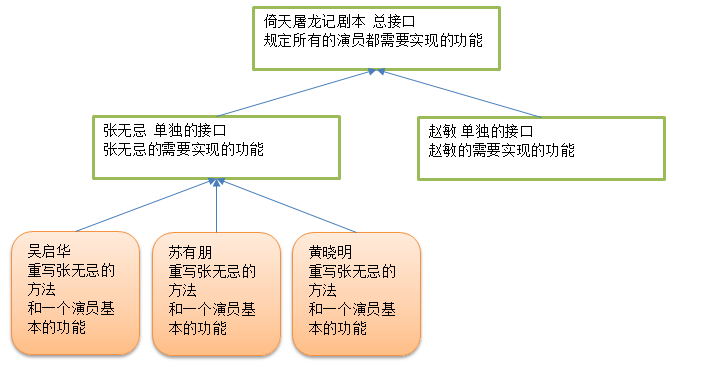 倚天屠龙记剧本 总接口
规定所有的演员都需要实现的功能
张无忌 单独的接口
张无忌的需要实现的功能
赵敏 单独的接口
赵敏的需要实现的功能
吴启华
重写张无忌的
方法
和一个演员基
本的功能
苏有朋
重写张无忌的
方法
和一个演员基
本的功能
黄晓明
重写张无忌的
方法
和一个演员基
本的功能